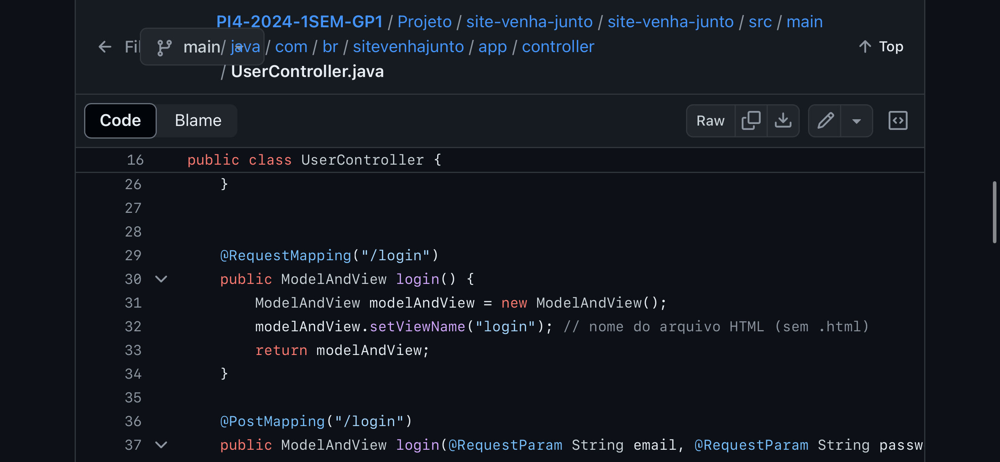 PI4-2024-1SEM-GP1 / Projeto / site-venha-junto / site-venha-junto / src / main
main / java / com / br / sitevenhajunto / app / controller
/ UserController.java
Top
Code Blame Raw
16 public class UserController {
26 }
27
28
29 @RequestMapping("/login")
30 public ModelAndView login() {
31 ModelAndView modelAndView = new ModelAndView();
32 modelAndView.setViewName("login"); // nome do arquivo HTML (sem .html)
33 return modelAndView;
34 }
35
36 @PostMapping("/login")
37 public ModelAndView login(@RequestParam String email, @RequestParam String passw